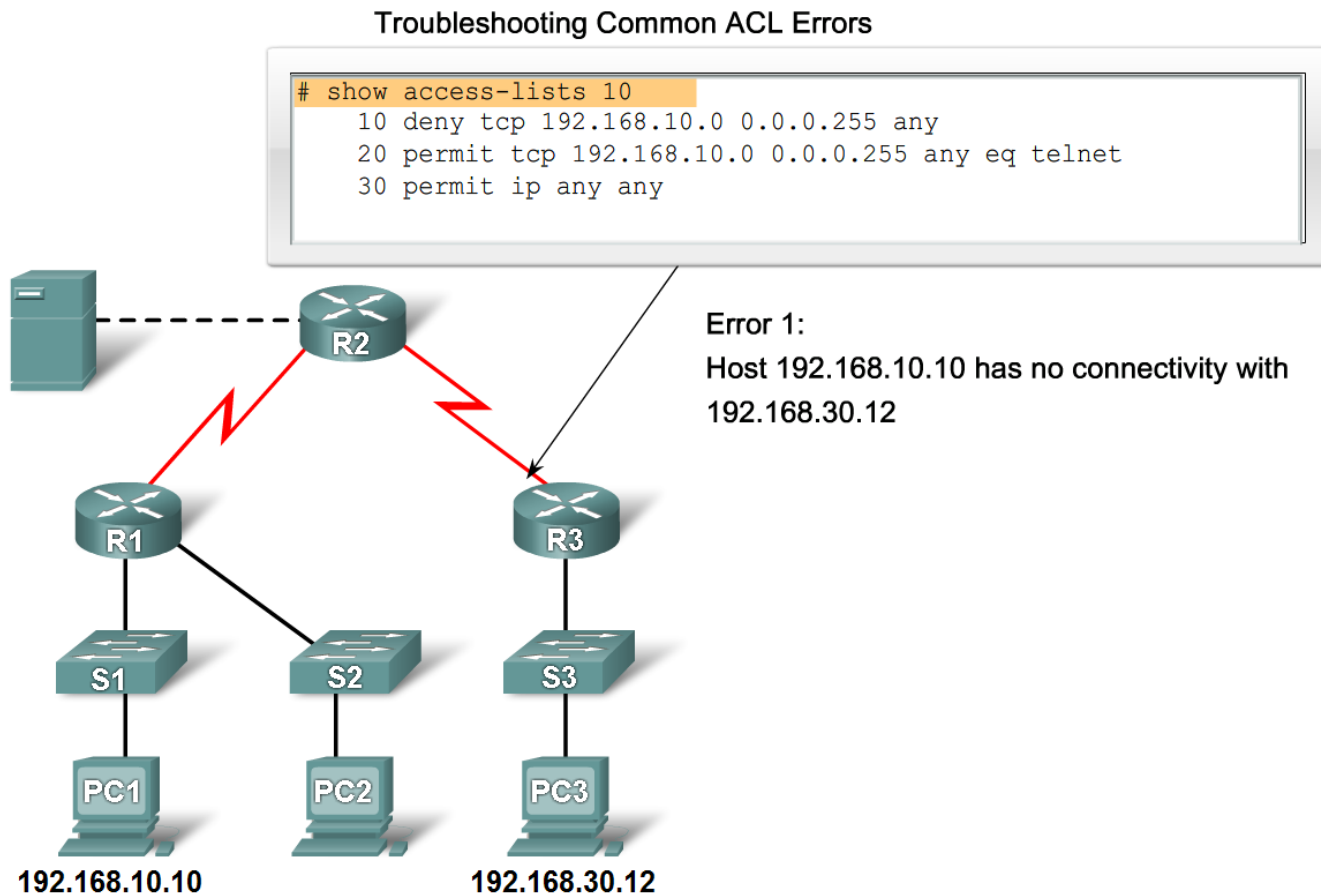 Troubleshooting Common ACL Errors
# show access-lists 10
10 deny tcp 192.168.10.0 0.0.0.255 any
20 permit tcp 192.168.10.0 0.0.0.255 any eq telnet
30 permit ip any any
Error 1:
Host 192.168.10.10 has no connectivity with
192.168.30.12
R2
R1
R3
S1
S2
S3
PC1
PC2
PC3
192.168.10.10
192.168.30.12